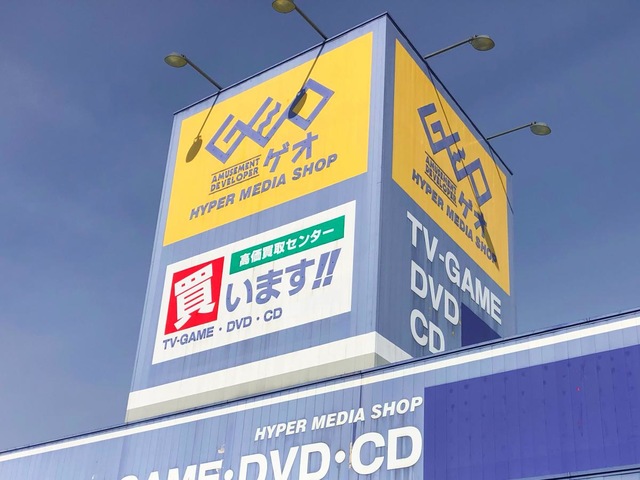 GEO
AMUSEMENT
DEVELOPER
ゲオ
HYPER MEDIA SHOP
高価買取センター
買います!!
TV-GAME・DVD・CD
GEO
AMUSEMENT
DEVELOPER
ゲオ
HYPER MEDIA SHOP
TV-GAME
DVD
CD
HYPER MEDIA SHOP
GAME・DVD・CD